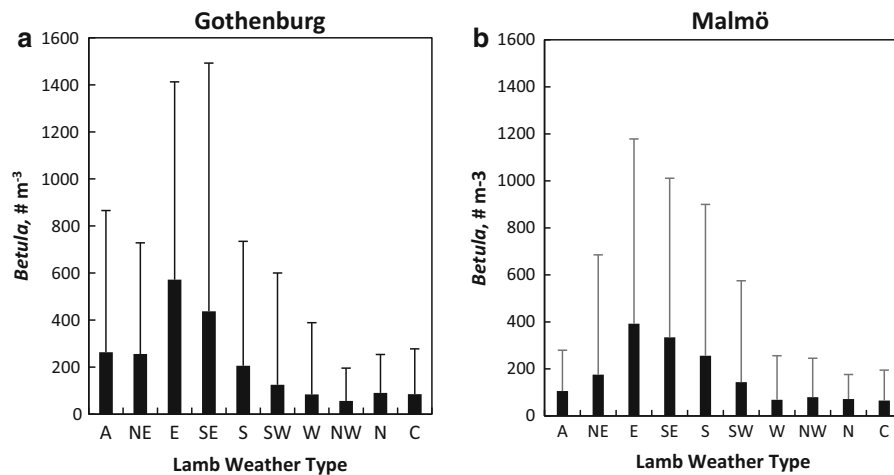 a
Gothenburg
1600
1400
1200
1000
800
600
400
200
0
Betula, # m-3
A NE E SE S SW W NW N C
Lamb Weather Type
b
Malmö
1600
1400
1200
1000
800
600
400
200
0
Betula, # m-3
A NE E SE S SW W NW N C
Lamb Weather Type